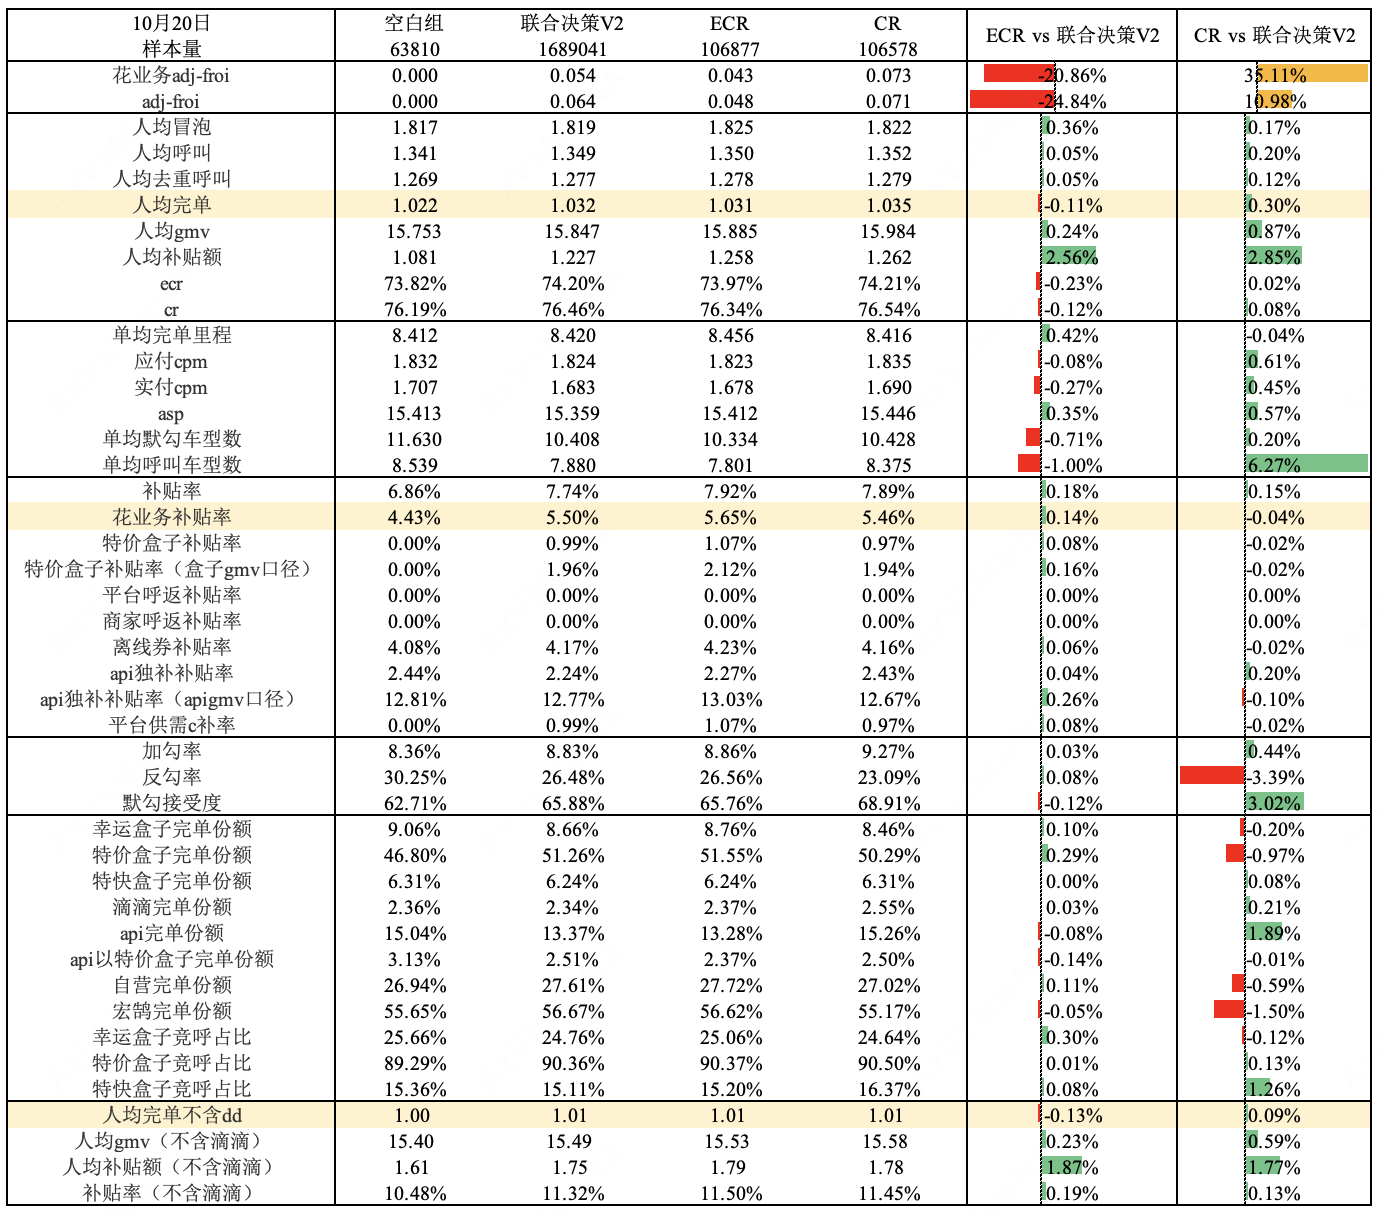 10月20日 空白组 联合决策V2 ECR CR ECR vs 联合决策V2 CR vs 联合决策V2
样本量 63810 1689041 106877 106578
花业务adj-froi 0.000 0.054 0.043 0.073 -20.86% 35.11%
adj-froi 0.000 0.064 0.048 0.071 -24.84% 10.98%
人均冒泡 1.817 1.819 1.825 1.822 0.36% 0.17%
人均呼叫 1.341 1.349 1.350 1.352 0.05% 0.20%
人均去重呼叫 1.269 1.277 1.278 1.279 0.05% 0.12%
人均完单 1.022 1.032 1.031 1.035 -0.11% 0.30%
人均gmv 15.753 15.847 15.885 15.984 0.24% 0.87%
人均补贴额 1.081 1.227 1.258 1.262 2.56% 2.85%
ecr 73.82% 74.20% 73.97% 74.21% -0.23% 0.02%
cr 76.19% 76.46% 76.34% 76.54% -0.12% 0.08%
单均完单里程 8.412 8.420 8.456 8.416 0.42% -0.04%
应付cpm 1.832 1.824 1.823 1.835 -0.08% 0.61%
实付cpm 1.707 1.683 1.678 1.690 -0.27% 0.45%
asp 15.413 15.359 15.412 15.446 0.35% 0.57%
单均默勾车型数 11.630 10.408 10.334 10.428 -0.71% 0.20%
单均呼叫车型数 8.539 7.880 7.801 8.375 -1.00% 6.27%
补贴率 6.86% 7.74% 7.92% 7.89% 0.18% 0.15%
花业务补贴率 4.43% 5.50% 5.65% 5.46% 0.14% -0.04%
特价盒子补贴率 0.00% 0.99% 1.07% 0.97% 0.08% -0.02%
特价盒子补贴率（盒子gmv口径） 0.00% 1.96% 2.12% 1.94% 0.16% -0.02%
平台呼返补贴率 0.00% 0.00% 0.00% 0.00% 0.00% 0.00%
商家呼返补贴率 0.00% 0.00% 0.00% 0.00% 0.00% 0.00%
离线券补贴率 4.08% 4.17% 4.23% 4.16% 0.06% -0.02%
api独补补贴率 2.44% 2.24% 2.27% 2.43% 0.04% 0.20%
api独补补贴率（apigmv口径） 12.81% 12.77% 13.03% 12.67% 0.26% -0.10%
平台供需c补率 0.00% 0.99% 1.07% 0.97% 0.08% -0.02%
加勾率 8.36% 8.83% 8.86% 9.27% 0.03% 0.44%
反勾率 30.25% 26.48% 26.56% 23.09% 0.08% -3.39%
默勾接受度 62.71% 65.88% 65.76% 68.91% -0.12% 3.02%
幸运盒子完单份额 9.06% 8.66% 8.76% 8.46% 0.10% -0.20%
特价盒子完单份额 46.80% 51.26% 51.55% 50.29% 0.29% -0.97%
特快盒子完单份额 6.31% 6.24% 6.24% 6.31% 0.00% 0.08%
滴滴完单份额 2.36% 2.34% 2.37% 2.55% 0.03% 0.21%
api完单份额 15.04% 13.37% 13.28% 15.26% -0.08% 1.89%
api以特价盒子完单份额 3.13% 2.51% 2.37% 2.50% -0.14% -0.01%
自营完单份额 26.94% 27.61% 27.72% 27.02% 0.11% -0.59%
宏鹄完单份额 55.65% 56.67% 56.62% 55.17% -0.05% -1.50%
幸运盒子竞呼占比 25.66% 24.76% 25.06% 24.64% 0.30% -0.12%
特价盒子竞呼占比 89.29% 90.36% 90.37% 90.50% 0.01% 0.13%
特快盒子竞呼占比 15.36% 15.11% 15.20% 16.37% 0.08% 1.26%
人均完单不含dd 1.00 1.01 1.01 1.01 -0.13% 0.09%
人均gmv（不含滴滴） 15.40 15.49 15.53 15.58 0.23% 0.59%
人均补贴额（不含滴滴） 1.61 1.75 1.79 1.78 1.87% 1.77%
补贴率（不含滴滴） 10.48% 11.32% 11.50% 11.45% 0.19% 0.13%